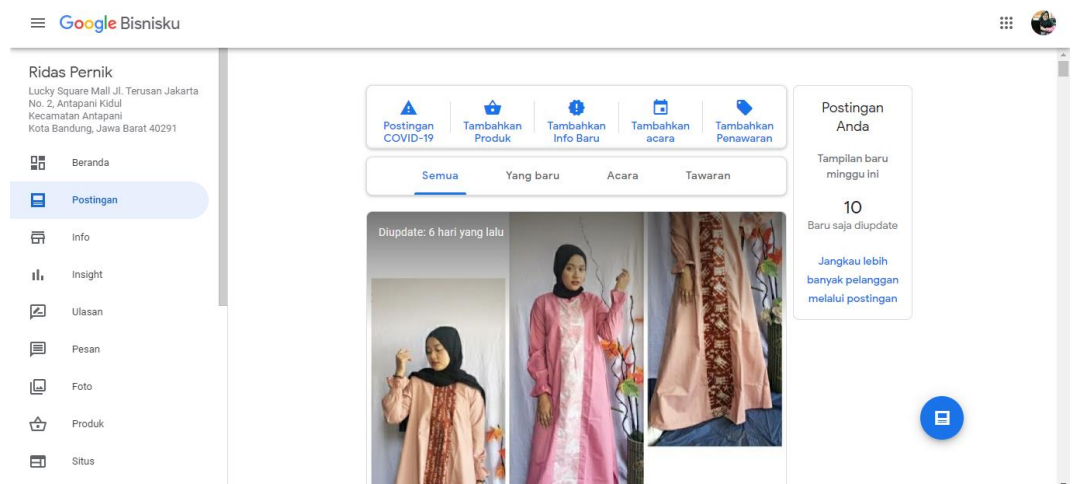 Google Bisnisku
Ridas Pernik
Lucky Square Mall Jl. Terusan Jakarta
No. 2, Antapani Kidul
Kecamatan Antapani
Kota Bandung, Jawa Barat 40291
Beranda
Postingan
Info
Insight
Ulasan
Pesan
Foto
Produk
Situs
Postingan
COVID-19
Tambahkan
Produk
Tambahkan
Info Baru
Tambahkan
acara
Tambahkan
Penawaran
Semua
Yang baru
Acara
Tawaran
Diupdate: 6 hari yang lalu
Postingan
Anda
Tampilan baru
minggu ini
10
Baru saja diupdate
Jangkau lebih
banyak pelanggan
melalui postingan